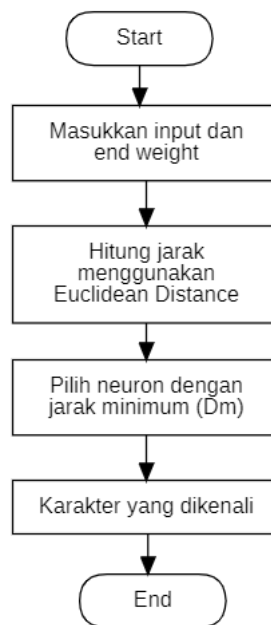 Start
Masukkan input dan
end weight
Hitung jarak
menggunakan
Euclidean Distance
Pilih neuron dengan
jarak minimum (Dm)
Karakter yang dikenali
End